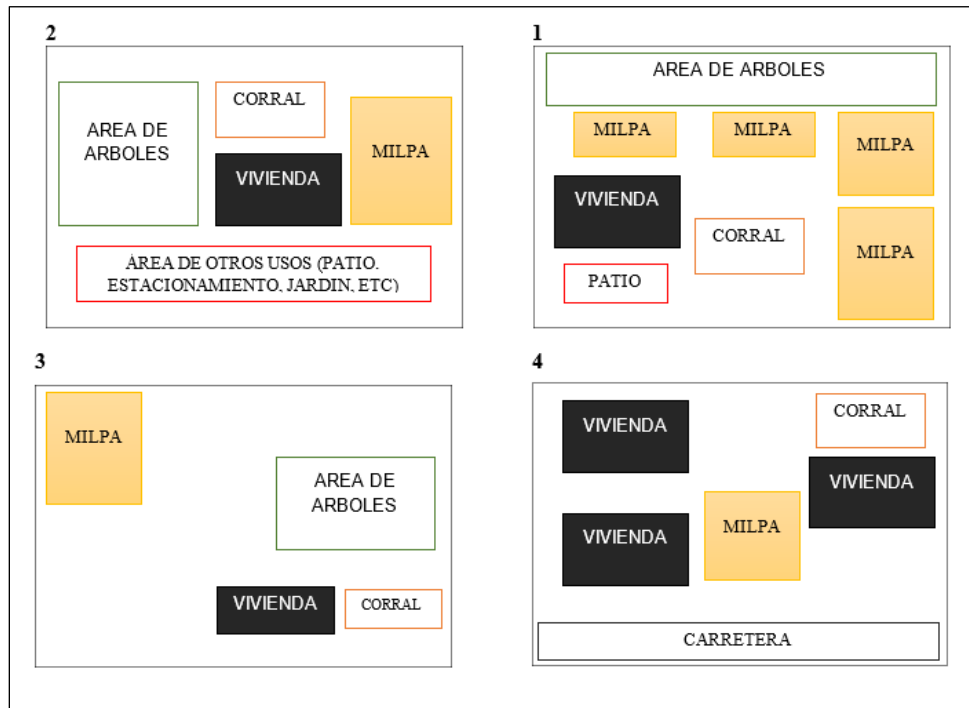 2
AREA DE
ARBOLES
CORRAL
VIVIENDA
MILPA
ÁREA DE OTROS USOS (PATIO.
ESTACIONAMIENTO, JARDIN, ETC)
1
AREA DE ARBOLES
MILPA
MILPA
MILPA
VIVIENDA
CORRAL
MILPA
PATIO
3
MILPA
AREA DE
ARBOLES
VIVIENDA
CORRAL
4
VIVIENDA
CORRAL
VIVIENDA
VIVIENDA
MILPA
CARRETERA